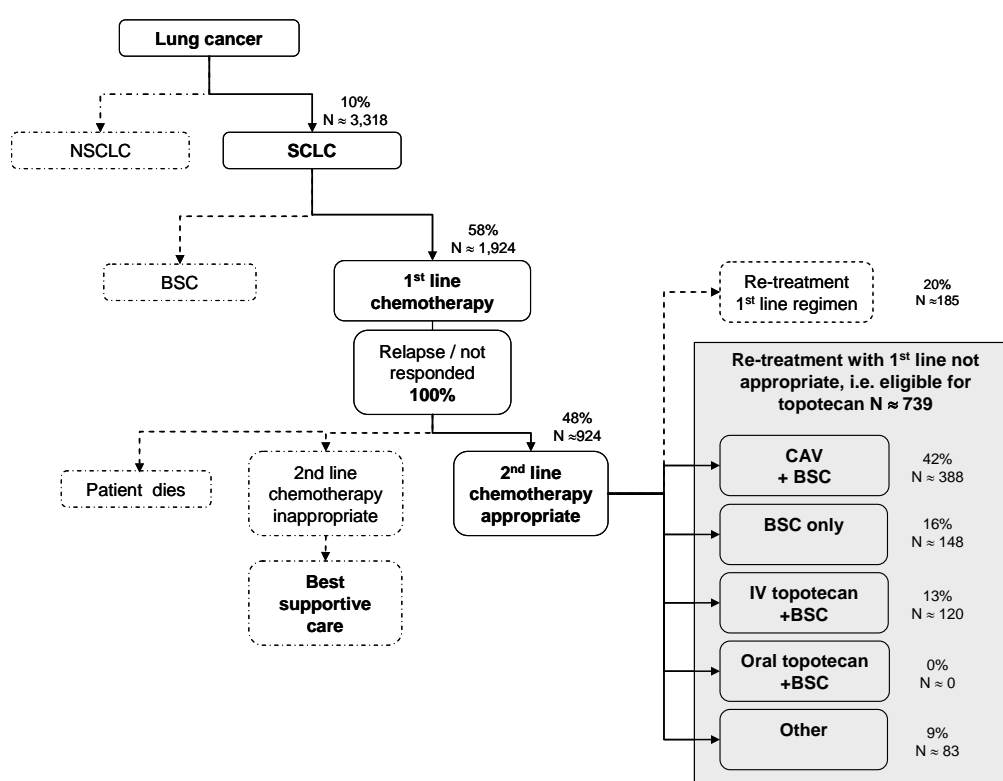 Lung cancer
10%
N ≈ 3,318
NSCLC
SCLC
58%
N ≈ 1,924
BSC
1st line
chemotherapy
Re-treatment
1st line regimen
20%
N ≈185
Relapse / not
responded
100%
Re-treatment with 1st line not
appropriate, i.e. eligible for
topotecan N ≈ 739
48%
N ≈924
Patient dies
2nd line
chemotherapy
inappropriate
2nd line
chemotherapy
appropriate
CAV
+ BSC
42%
N ≈ 388
BSC only
16%
N ≈ 148
Best
supportive
care
IV topotecan
+BSC
13%
N ≈ 120
Oral topotecan
+BSC
0%
N ≈ 0
Other
9%
N ≈ 83